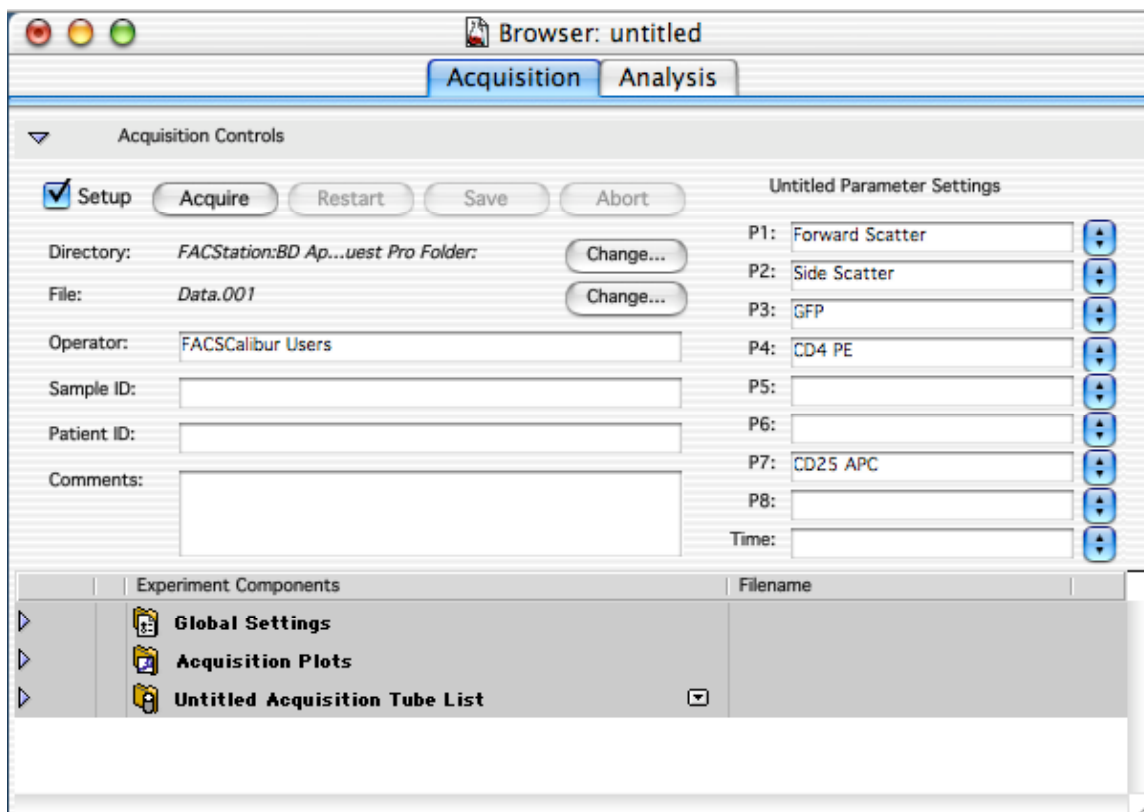 Browser: untitled
Acquisition Analysis
Acquisition Controls
Setup Acquire Restart Save Abort
Directory: FACStation:BD Ap...uest Pro Folder: Change...
File: Data.001 Change...
Operator: FACSCalibur Users
Sample ID:
Patient ID:
Comments:
Untitled Parameter Settings
P1: Forward Scatter
P2: Side Scatter
P3: GFP
P4: CD4 PE
P5:
P6:
P7: CD25 APC
P8:
Time:
Experiment Components Filename
Global Settings
Acquisition Plots
Untitled Acquisition Tube List